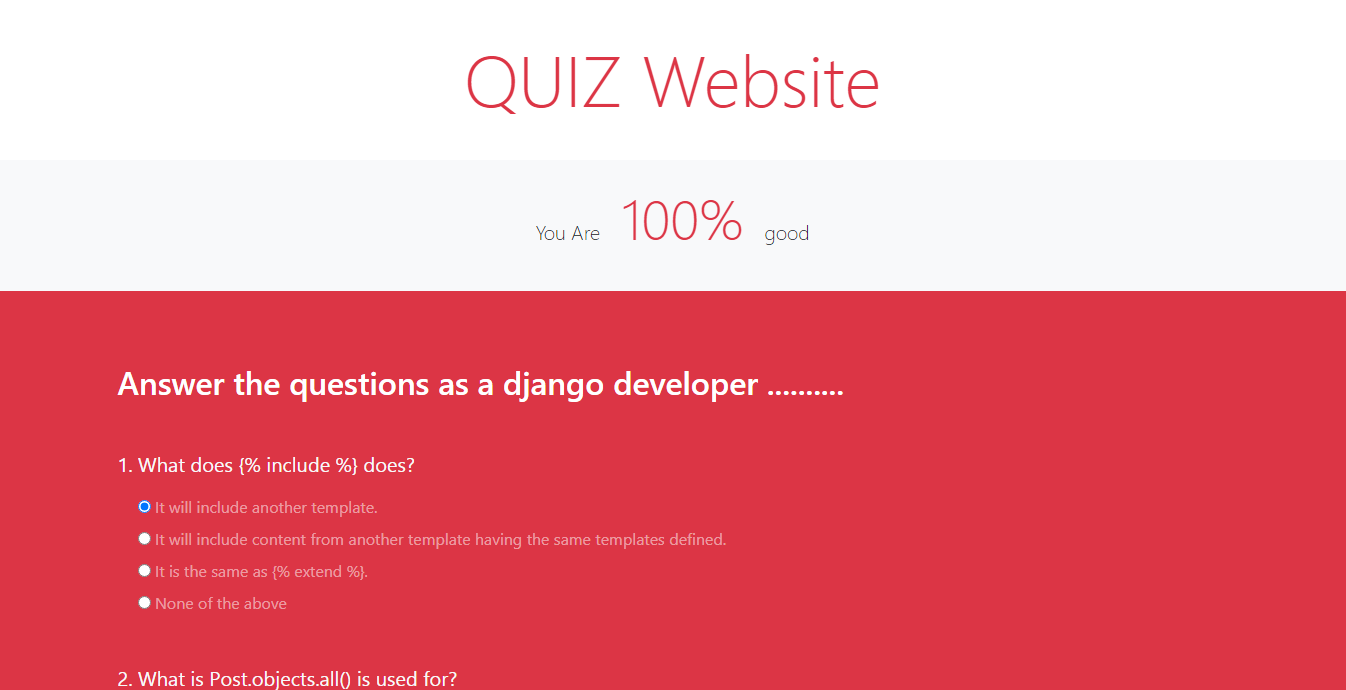 QUIZ Website
You Are 100% good
Answer the questions as a django developer ..........
1. What does {% include %} does?
It will include another template.
It will include content from another template having the same templates defined.
It is the same as {% extend %}.
None of the above
2. What is Post.objects.all() is used for?